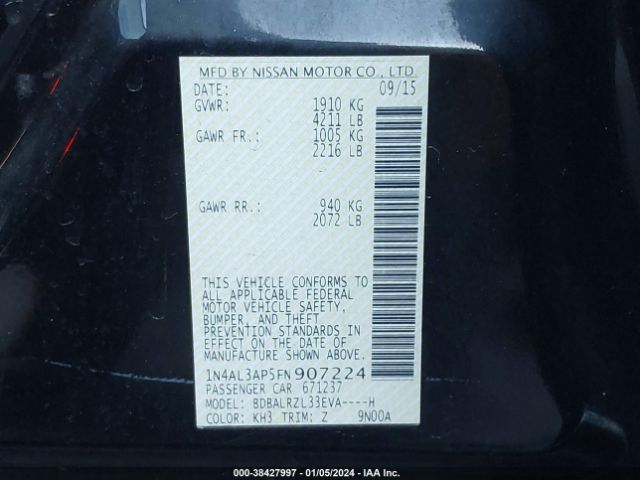 MFD BY NISSAN MOTOR CO., LTD.
DATE: 09/15
GVWR: 1910 KG
4211 LB
GAWR FR.: 1005 KG
2216 LB
GAWR RR.: 940 KG
2072 LB
THIS VEHICLE CONFORMS TO
ALL APPLICABLE FEDERAL
MOTOR VEHICLE SAFETY,
BUMPER, AND THEFT
PREVENTION STANDARDS IN
EFFECT ON THE DATE OF
MANUFACTURE SHOWN ABOVE.
1N4AL3AP5FN907224
PASSENGER CAR 671237
MODEL: BDBALRZL33EVA----H
COLOR: KH3 TRIM: Z 9N00A
000-38427997 - 01/05/2024 - IAA Inc.